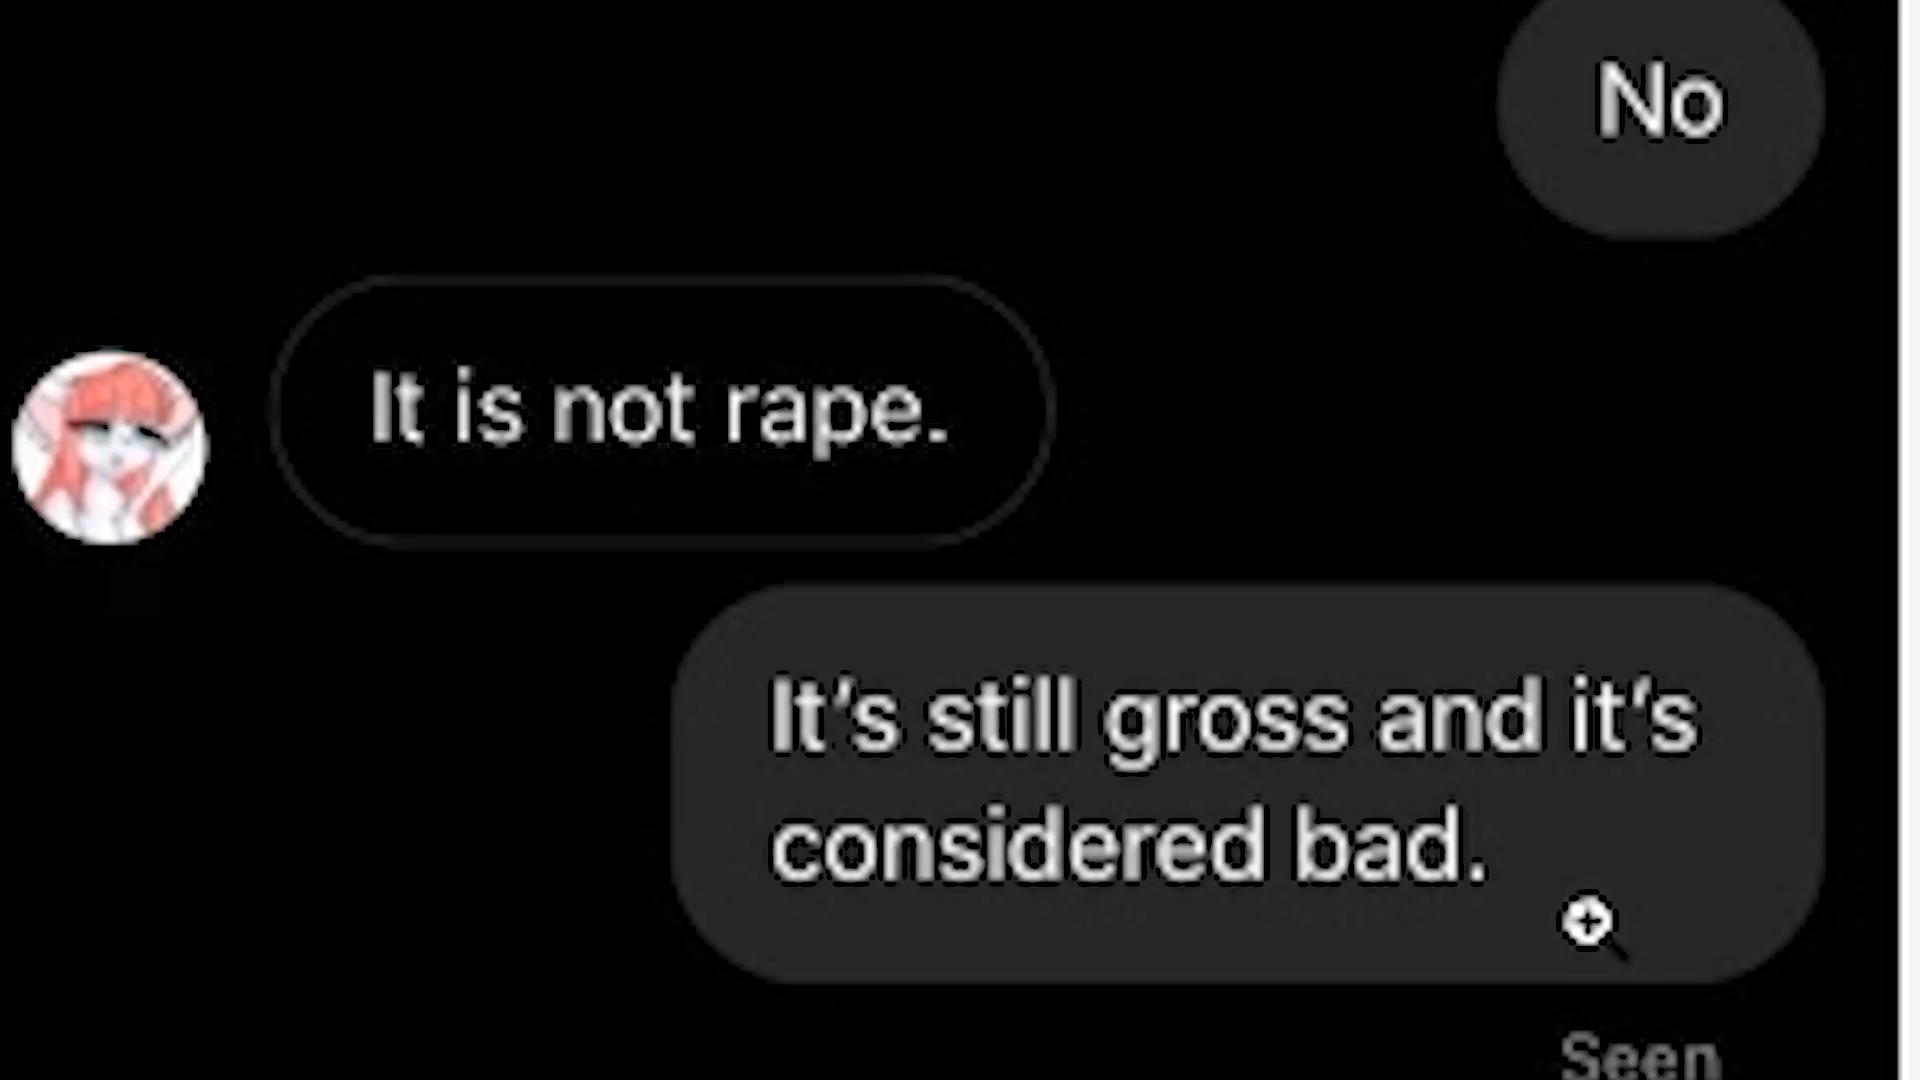 No
It is not rape.
It's still gross and it's
considered bad.
Seen